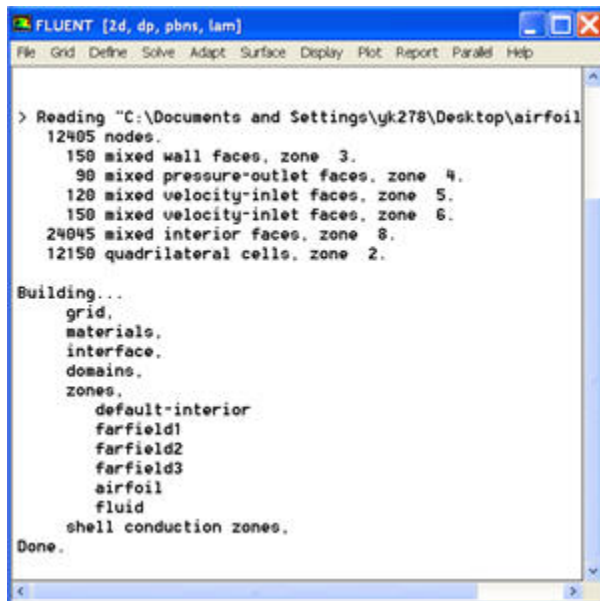 FLUENT [2d, dp, pbns, lam]
File Grid Define Solve Adapt Surface Display Plot Report Parallel Help
> Reading "C:\Documents and Settings\yk278\Desktop\airfoil
12405 nodes.
150 mixed wall faces, zone 3.
90 mixed pressure-outlet faces, zone 4.
120 mixed velocity-inlet faces, zone 5.
150 mixed velocity-inlet faces, zone 6.
24045 mixed interior faces, zone 8.
12150 quadrilateral cells, zone 2.
Building...
grid,
materials,
interface,
domains,
zones,
default-interior
farfield1
farfield2
farfield3
airfoil
fluid
shell conduction zones,
Done.